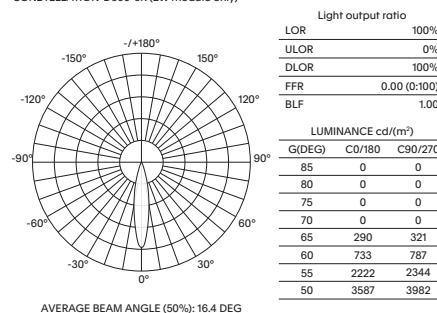 -/+180°
-150°
150°
-120°
120°
-90°
90°
-60°
60°
-30°
30°
0°
AVERAGE BEAM ANGLE (50%): 16.4 DEG
Light output ratio
LOR 100%
ULOR 0%
DLOR 100%
FFR 0.00 (0:100)
BLF 1.00
LUMINANCE cd/(m²)
G(DEG) C0/180 C90/270
85 0 0
80 0 0
75 0 0
70 0 0
65 290 321
60 733 787
55 2222 2344
50 3587 3982